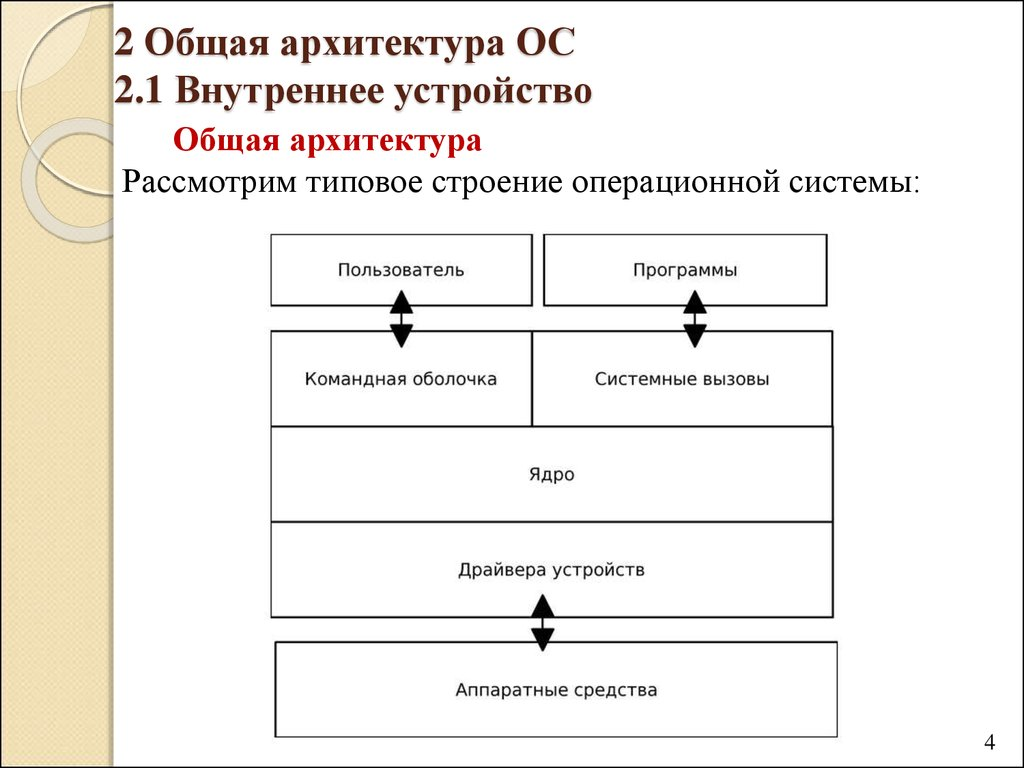 2 Общая архитектура ОС
2.1 Внутреннее устройство
Общая архитектура
Рассмотрим типовое строение операционной системы:
Пользователь
Программы
Командная оболочка
Системные вызовы
Ядро
Драйвера устройств
Аппаратные средства
4